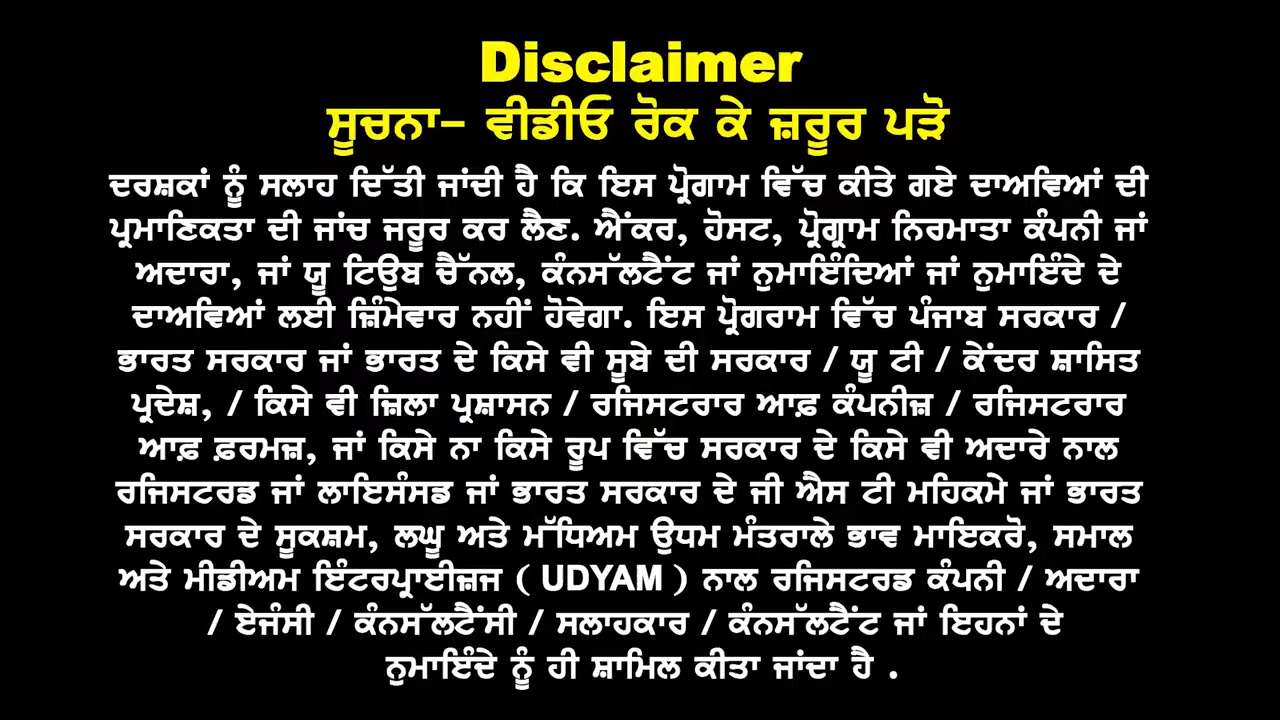 Disclaimer
ਸੂਚਨਾ- ਵੀਡੀਓ ਰੋਕ ਕੇ ਜ਼ਰੂਰ ਪੜੋ
ਦਰਸ਼ਕਾਂ ਨੂੰ ਸਲਾਹ ਦਿੱਤੀ ਜਾਂਦੀ ਹੈ ਕਿ ਇਸ ਪ੍ਰੋਗਾਮ ਵਿੱਚ ਕੀਤੇ ਗਏ ਦਾਅਵਿਆਂ ਦੀ
ਪ੍ਰਮਾਣਿਕਤਾ ਦੀ ਜਾਂਚ ਜਰੂਰ ਕਰ ਲੈਣ. ਐਂਕਰ, ਹੋਸਟ, ਪ੍ਰੋਗ੍ਰਾਮ ਨਿਰਮਾਤਾ ਕੰਪਨੀ ਜਾਂ
ਅਦਾਰਾ, ਜਾਂ ਯੂ ਟਿਊਬ ਚੈੱਨਲ, ਕੰਨਸੱਲਟੈਂਟ ਜਾਂ ਨੁਮਾਇੰਦਿਆਂ ਜਾਂ ਨੁਮਾਇੰਦੇ ਦੇ
ਦਾਅਵਿਆਂ ਲਈ ਜ਼ਿੰਮੇਵਾਰ ਨਹੀਂ ਹੋਵੇਗਾ. ਇਸ ਪ੍ਰੋਗਰਾਮ ਵਿੱਚ ਪੰਜਾਬ ਸਰਕਾਰ /
ਭਾਰਤ ਸਰਕਾਰ ਜਾਂ ਭਾਰਤ ਦੇ ਕਿਸੇ ਵੀ ਸੂਬੇ ਦੀ ਸਰਕਾਰ / ਯੂ ਟੀ / ਕੇਂਦਰ ਸ਼ਾਸਿਤ
ਪ੍ਰਦੇਸ਼, / ਕਿਸੇ ਵੀ ਜ਼ਿਲਾ ਪ੍ਰਸ਼ਾਸਨ / ਰਜਿਸਟਰਾਰ ਆਫ਼ ਕੰਪਨੀਜ਼ / ਰਜਿਸਟਰਾਰ
ਆਫ਼ ਫ਼ਰਮਜ਼, ਜਾਂ ਕਿਸੇ ਨਾ ਕਿਸੇ ਰੂਪ ਵਿੱਚ ਸਰਕਾਰ ਦੇ ਕਿਸੇ ਵੀ ਅਦਾਰੇ ਨਾਲ
ਰਜਿਸਟਰਡ ਜਾਂ ਲਾਇਸੰਸਡ ਜਾਂ ਭਾਰਤ ਸਰਕਾਰ ਦੇ ਜੀ ਐਸ ਟੀ ਮਹਿਕਮੇ ਜਾਂ ਭਾਰਤ
ਸਰਕਾਰ ਦੇ ਸੂਕਸ਼ਮ, ਲਘੂ ਅਤੇ ਮੱਧਿਅਮ ਉਧਮ ਮੰਤਰਾਲੇ ਭਾਵ ਮਾਇਕਰੋ, ਸਮਾਲ
ਅਤੇ ਮੀਡੀਅਮ ਇੰਟਰਪ੍ਰਾਈਜ਼ਜ ( UDYAM ) ਨਾਲ ਰਜਿਸਟਰਡ ਕੰਪਨੀ / ਅਦਾਰਾ
/ ਏਜੰਸੀ / ਕੰਨਸੱਲਟੈਂਸੀ / ਸਲਾਹਕਾਰ / ਕੰਨਸੱਲਟੈਂਟ ਜਾਂ ਇਹਨਾਂ ਦੇ
ਨੁਮਾਇੰਦੇ ਨੂੰ ਹੀ ਸ਼ਾਮਿਲ ਕੀਤਾ ਜਾਂਦਾ ਹੈ .